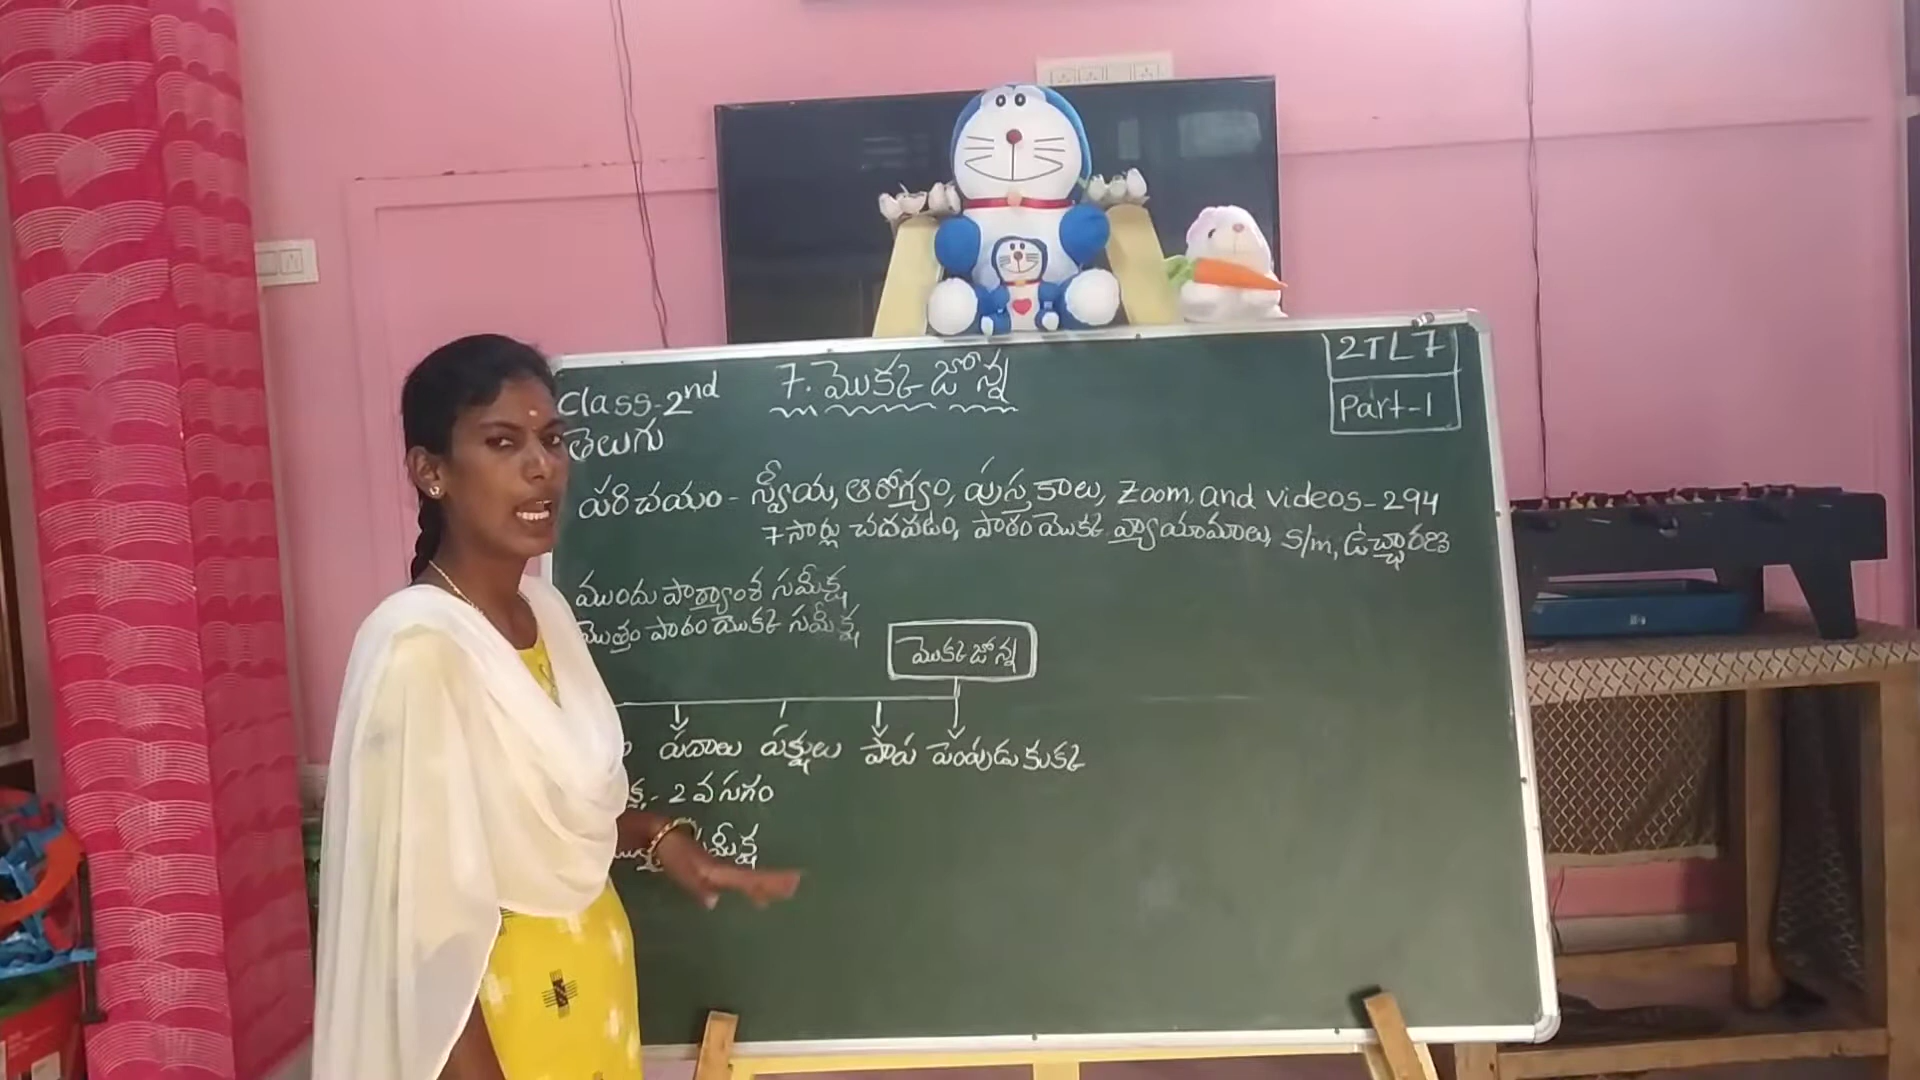 2TL7
Part-1
Class-2nd
7. మొక్కజొన్న
తెలుగు
పరిచయం - స్వీయ, ఆరోగ్యం, పుస్తకాలు, Zoom and videos-294
7 సార్లు చదవటం, పాఠం యొక్క వ్యాయామాలు, S/m, ఉచ్చారణ
ముందు పాఠ్యాంశ సమీక్ష
మొత్తం పాఠం యొక్క సమీక్ష
మొక్కజొన్న
పదాలు పక్షులు పాప పెంపుడు కుక్క
- 2 వ సగం